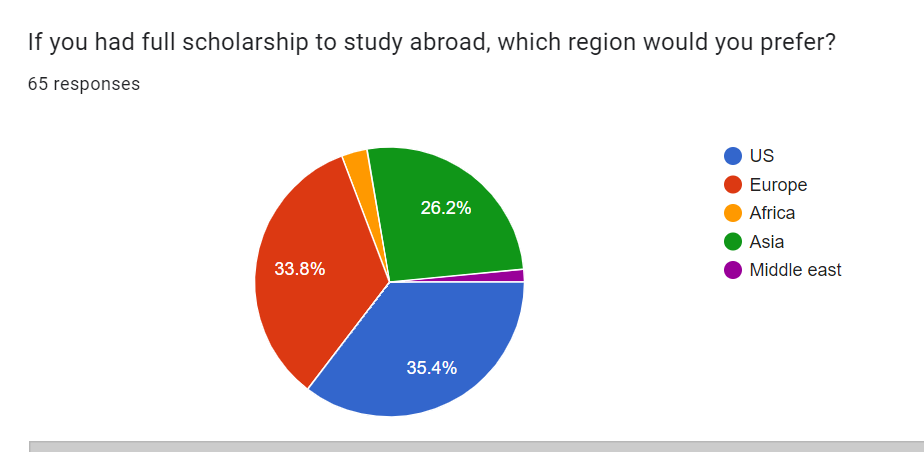 If you had full scholarship to study abroad, which region would you prefer?
65 responses
US
Europe
Africa
Asia
Middle east
26.2%
33.8%
35.4%